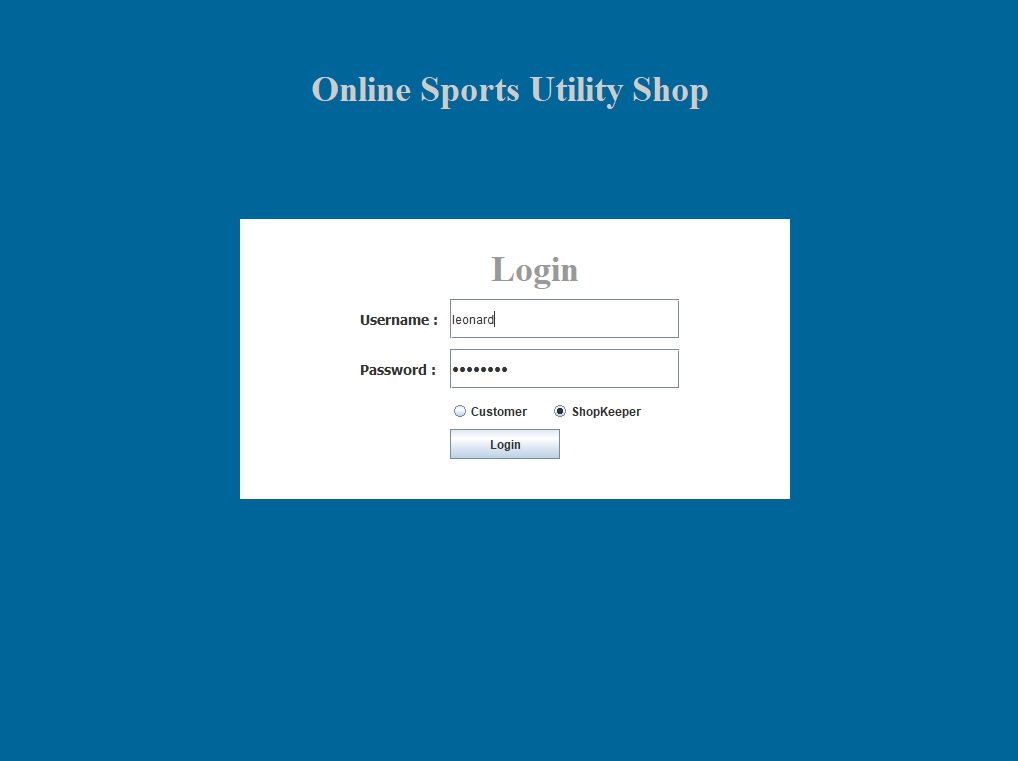 Online Sports Utility Shop
Login
Username : leonard
Password : ••••••••
Customer ShopKeeper
Login